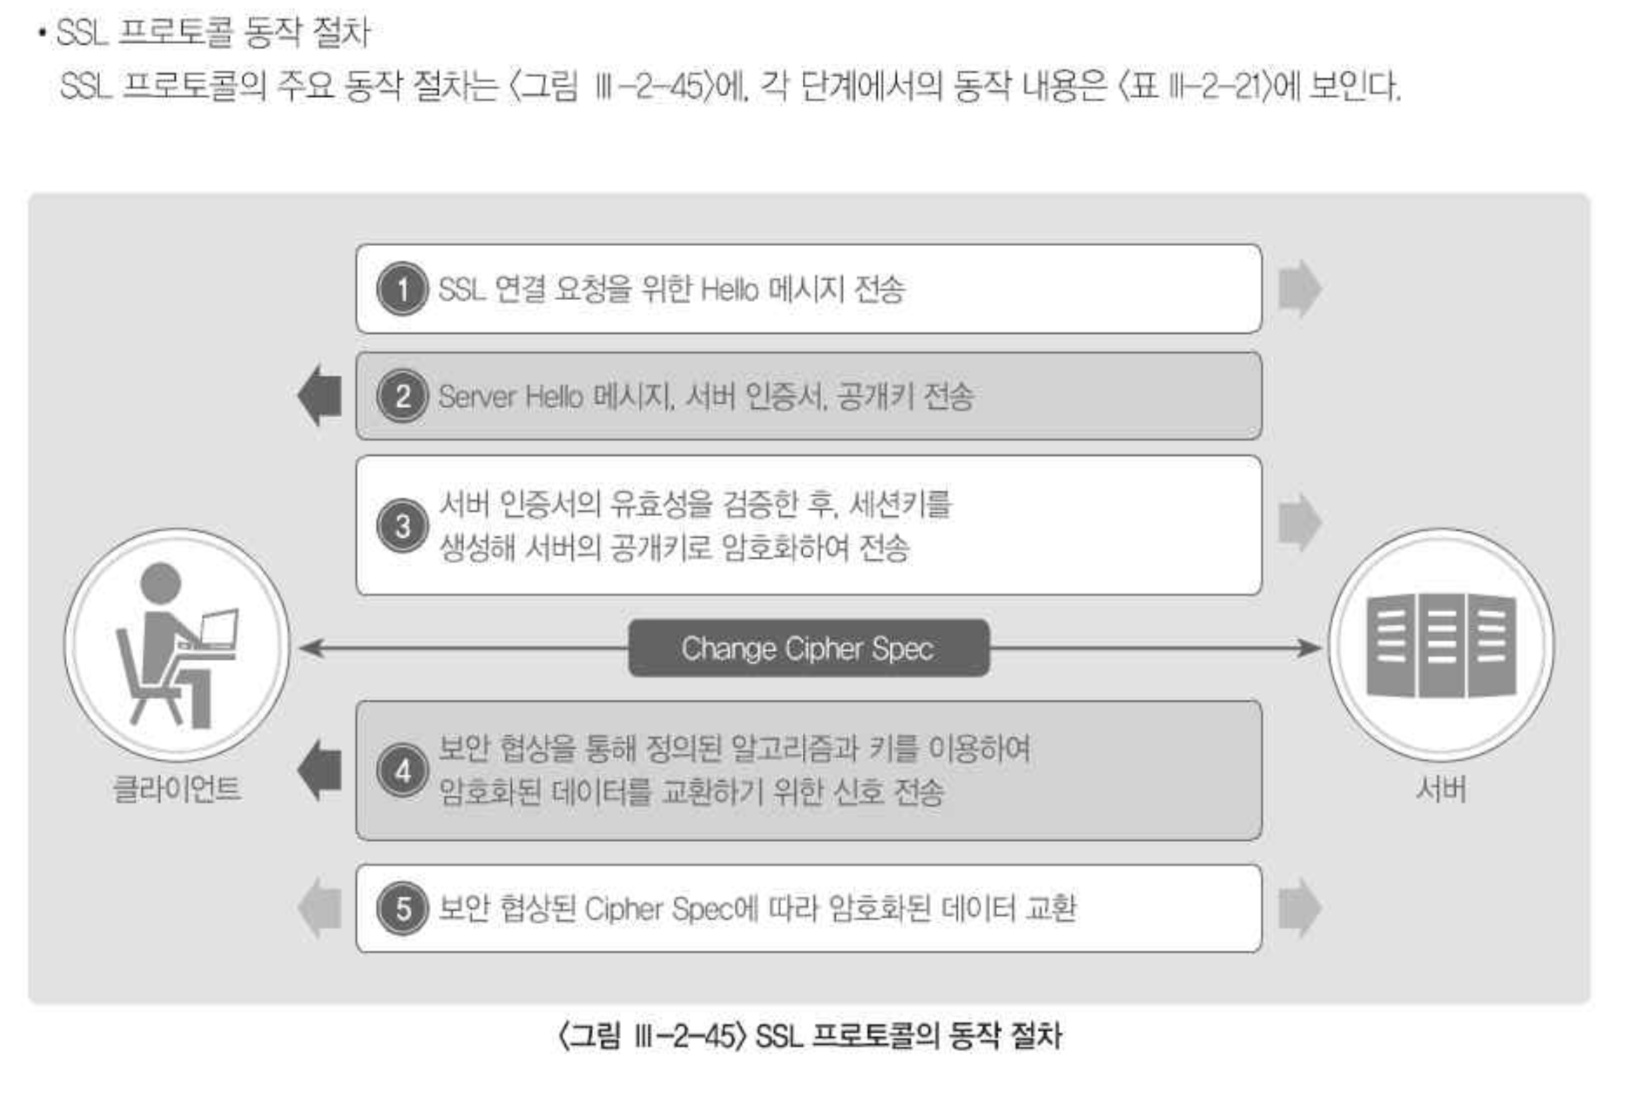 • SSL 프로토콜 동작 절차
SSL 프로토콜의 주요 동작 절차는 〈그림 Ⅲ-2-45〉에, 각 단계에서의 동작 내용은 〈표 Ⅲ-2-21〉에 보인다.
1 SSL 연결 요청을 위한 Hello 메시지 전송
2 Server Hello 메시지, 서버 인증서, 공개키 전송
3 서버 인증서의 유효성을 검증한 후, 세션키를
생성해 서버의 공개키로 암호화하여 전송
Change Cipher Spec
4 보안 협상을 통해 정의된 알고리즘과 키를 이용하여
암호화된 데이터를 교환하기 위한 신호 전송
클라이언트
서버
5 보안 협상된 Cipher Spec에 따라 암호화된 데이터 교환
〈그림 Ⅲ-2-45〉 SSL 프로토콜의 동작 절차